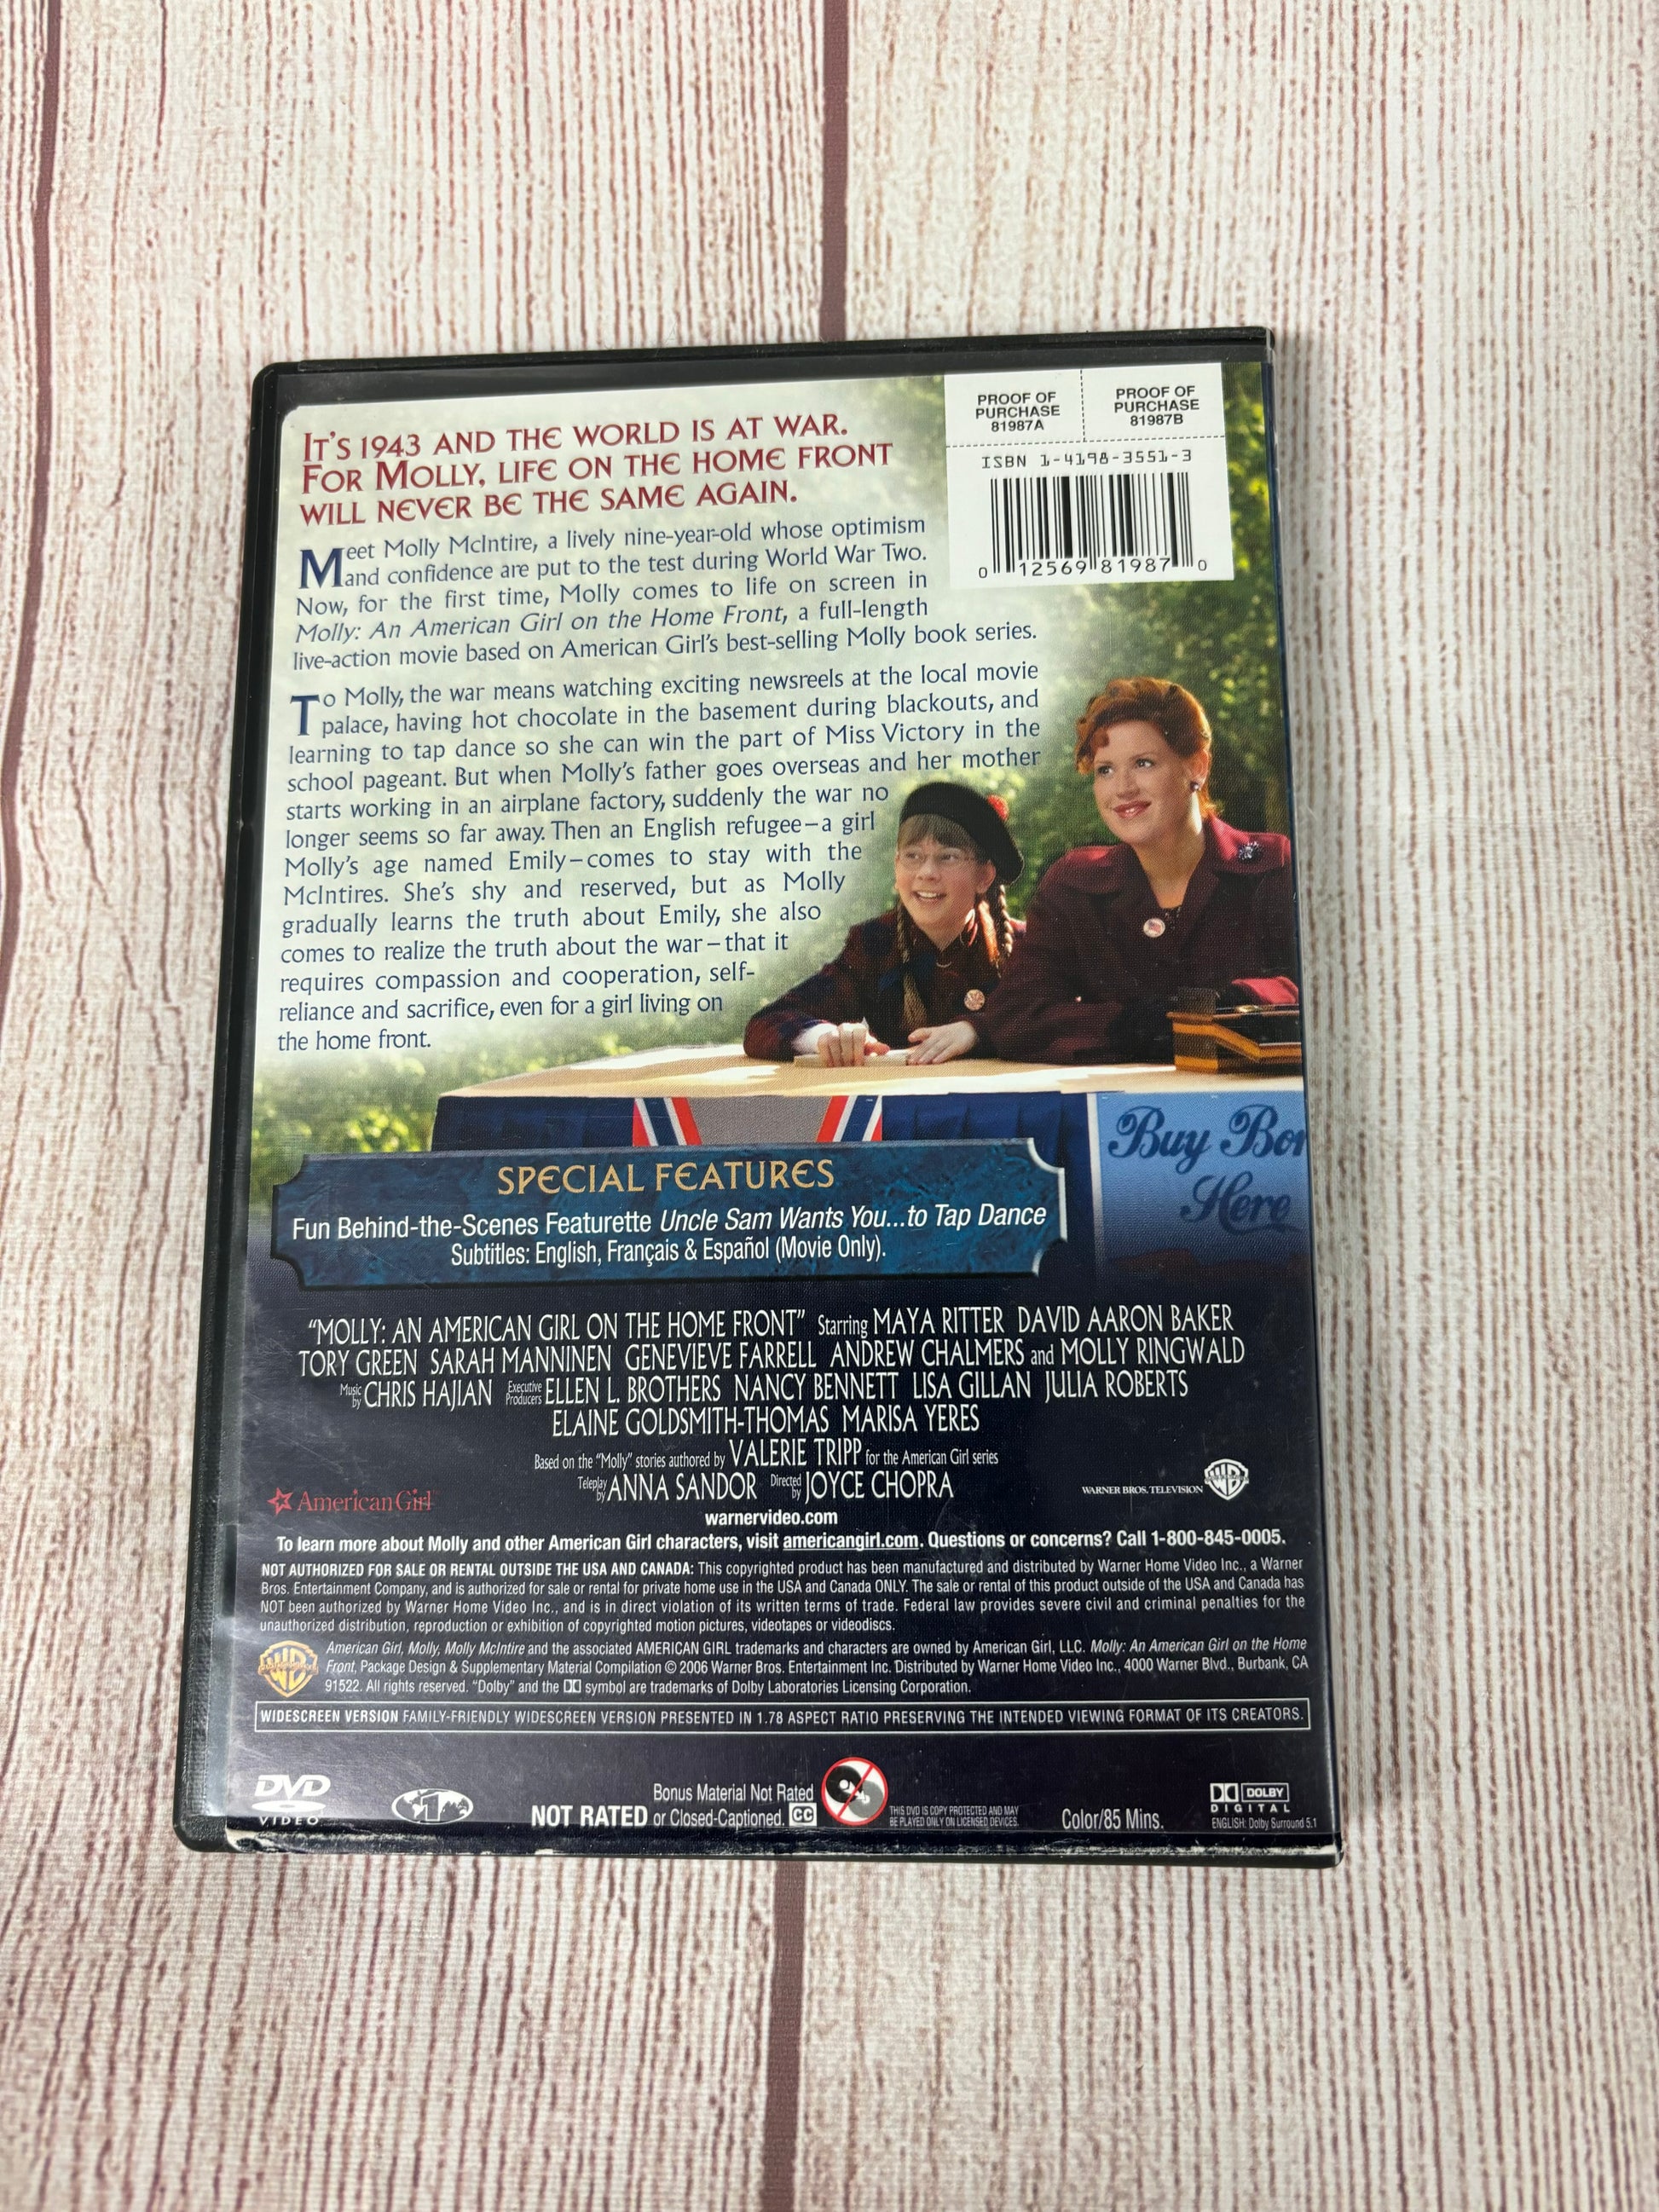 IT'S 1943 AND THE WORLD IS AT WAR.
FOR MOLLY, LIFE ON THE HOME FRONT
WILL NEVER BE THE SAME AGAIN.
PROOF OF
PURCHASE
81987A
PROOF OF
PURCHASE
81987B
ISBN 1-4198-3551-3
0 12569 81987 0
Meet Molly McIntire, a lively nine-year-old whose optimism
and confidence are put to the test during World War Two.
Now, for the first time, Molly comes to life on screen in
Molly: An American Girl on the Home Front, a full-length
live-action movie based on American Girl's best-selling Molly book series.
To Molly, the war means watching exciting newsreels at the local movie
palace, having hot chocolate in the basement during blackouts, and
learning to tap dance so she can win the part of Miss Victory in the
school pageant. But when Molly's father goes overseas and her mother
starts working in an airplane factory, suddenly the war no
longer seems so far away. Then an English refugee–a girl
Molly's age named Emily–comes to stay with the
McIntires. She's shy and reserved, but as Molly
gradually learns the truth about Emily, she also
comes to realize the truth about the war–that it
requires compassion and cooperation, self-
reliance and sacrifice, even for a girl living on
the home front.
Buy Bon
Here
SPECIAL FEATURES
Fun Behind-the-Scenes Featurette Uncle Sam Wants You...to Tap Dance
Subtitles: English, Français & Español (Movie Only).
"MOLLY: AN AMERICAN GIRL ON THE HOME FRONT" Starring MAYA RITTER DAVID AARON BAKER
TORY GREEN SARAH MANNINEN GENEVIEVE FARRELL ANDREW CHALMERS and MOLLY RINGWALD
Music by CHRIS HAJIAN Executive Producers ELLEN L. BROTHERS NANCY BENNETT LISA GILLAN JULIA ROBERTS
ELAINE GOLDSMITH-THOMAS MARISA YERES
Based on the "Molly" stories authored by VALERIE TRIPP for the American Girl series
Teleplay by ANNA SANDOR Directed by JOYCE CHOPRA
American Girl
WARNER BROS. TELEVISION
warnervideo.com
To learn more about Molly and other American Girl characters, visit americangirl.com. Questions or concerns? Call 1-800-845-0005.
NOT AUTHORIZED FOR SALE OR RENTAL OUTSIDE THE USA AND CANADA: This copyrighted product has been manufactured and distributed by Warner Home Video Inc., a Warner
Bros. Entertainment Company, and is authorized for sale or rental for private home use in the USA and Canada ONLY. The sale or rental of this product outside of the USA and Canada has
NOT been authorized by Warner Home Video Inc., and is in direct violation of its written terms of trade. Federal law provides severe civil and criminal penalties for the
unauthorized distribution, reproduction or exhibition of copyrighted motion pictures, videotapes or videodiscs.
American Girl, Molly, Molly McIntire and the associated AMERICAN GIRL trademarks and characters are owned by American Girl, LLC. Molly: An American Girl on the Home
Front, Package Design & Supplementary Material Compilation © 2006 Warner Bros. Entertainment Inc. Distributed by Warner Home Video Inc., 4000 Warner Blvd., Burbank, CA
91522. All rights reserved. "Dolby" and the DD symbol are trademarks of Dolby Laboratories Licensing Corporation.
WIDESCREEN VERSION FAMILY-FRIENDLY WIDESCREEN VERSION PRESENTED IN 1.78 ASPECT RATIO PRESERVING THE INTENDED VIEWING FORMAT OF ITS CREATORS.
DVD
VIDEO
1
Bonus Material Not Rated
NOT RATED or Closed-Captioned. CC
THIS DVD IS COPY PROTECTED AND MAY
BE PLAYED ONLY ON LICENSED DEVICES.
Color/85 Mins.
DOLBY
DIGITAL
ENGLISH: Dolby Surround 5.1